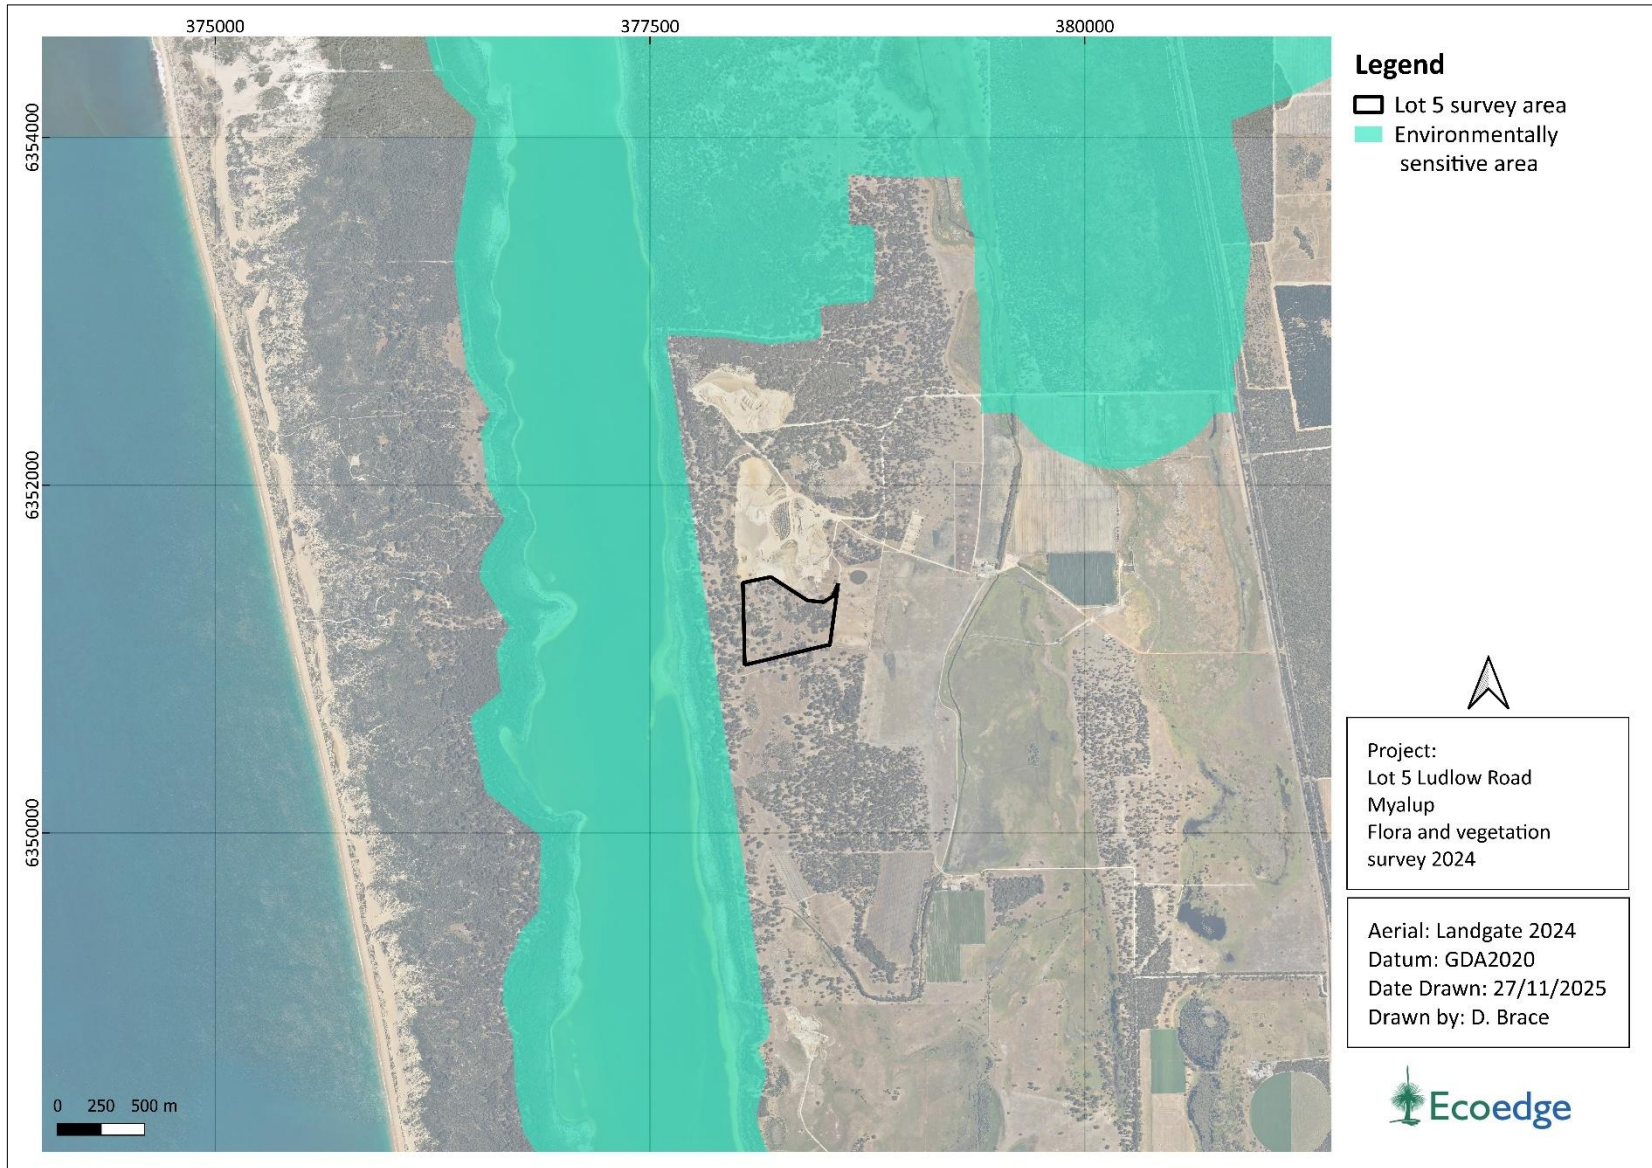 375000
377500
380000
6354000
6352000
6350000
Legend
Lot 5 survey area
Environmentally
sensitive area
Project:
Lot 5 Ludlow Road
Myalup
Flora and vegetation
survey 2024
Aerial: Landgate 2024
Datum: GDA2020
Date Drawn: 27/11/2025
Drawn by: D. Brace
0 250 500 m
Ecoedge